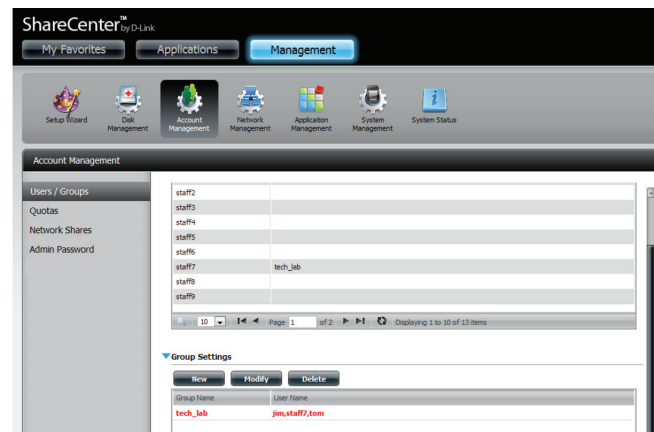 ShareCenter™ by D-Link
My Favorites Applications Management
Setup Wizard Disk Management Account Management Network Management Application Management System Management System Status
Account Management
Users / Groups
Quotas
Network Shares
Admin Password
staff2
staff3
staff4
staff5
staff6
staff7 tech_lab
staff8
staff9
10 Page 1 of 2 Displaying 1 to 10 of 13 items
Group Settings
New Modify Delete
Group Name User Name
tech_lab jim,staff7,tom